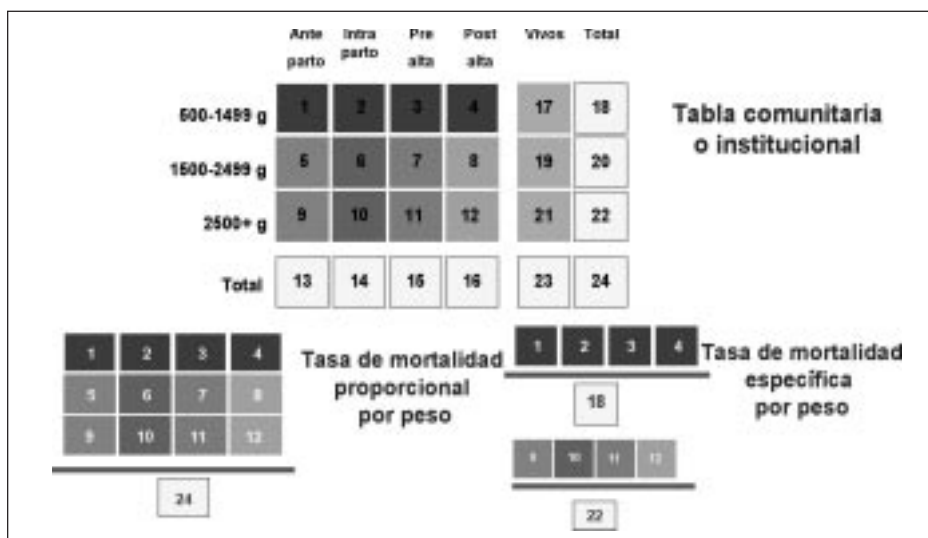 Ante parto Intra parto Pre alta Post alta Vivos Total
500-1499 g 1 2 3 4 17 18
1500-2499 g 5 6 7 8 19 20
2500+ g 9 10 11 12 21 22
Total 13 14 15 16 23 24
Tabla comunitaria
o institucional
1 2 3 4
5 6 7 8
9 10 11 12
24
Tasa de mortalidad
proporcional
por peso
1 2 3 4
18
9 10 11 12
22
Tasa de mortalidad
específica
por peso